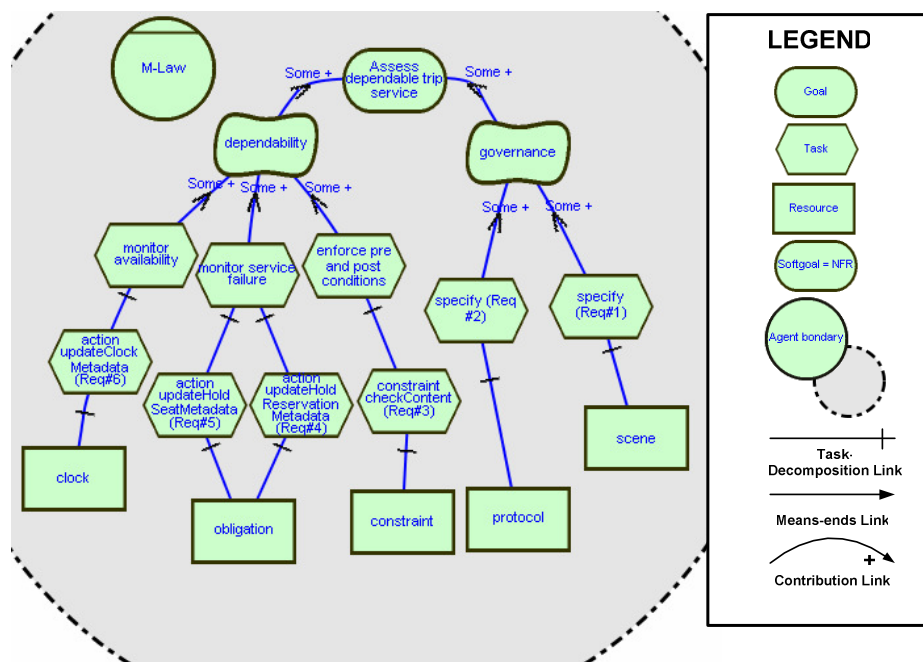 M-Law
Some +
Assess
dependable trip
service
Some +
dependability
governance
Some +
Some +
Some +
Some +
Some +
monitor
availability
monitor service
failure
enforce pre
and post
conditions
specify (Req
#2)
specify
(Req#1)
action
updateClock
Metadata
(Req#6)
action
updateHold
SeatMetadata
(Req#5)
action
updateHold
Reservation
Metadata
(Req#4)
constraint
checkContent
(Req#3)
clock
obligation
constraint
protocol
scene
LEGEND
Goal
Task
Resource
Softgoal = NFR
Agent bondary
Task-
Decomposition Link
Means-ends Link
+
Contribution Link